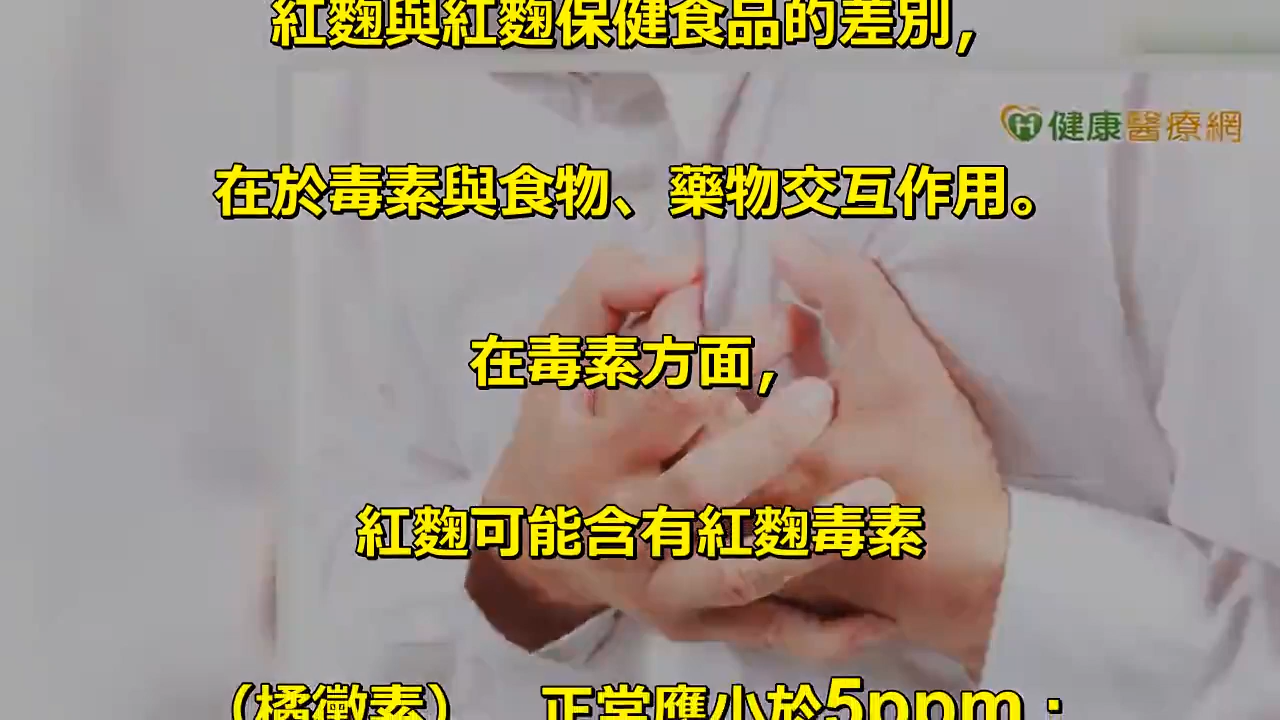 紅麴與紅麴保健食品的差別，
健康醫療網
在於毒素與食物、藥物交互作用。
在毒素方面，
紅麴可能含有紅麴毒素
（橘黴素） 正常應小於5ppm；